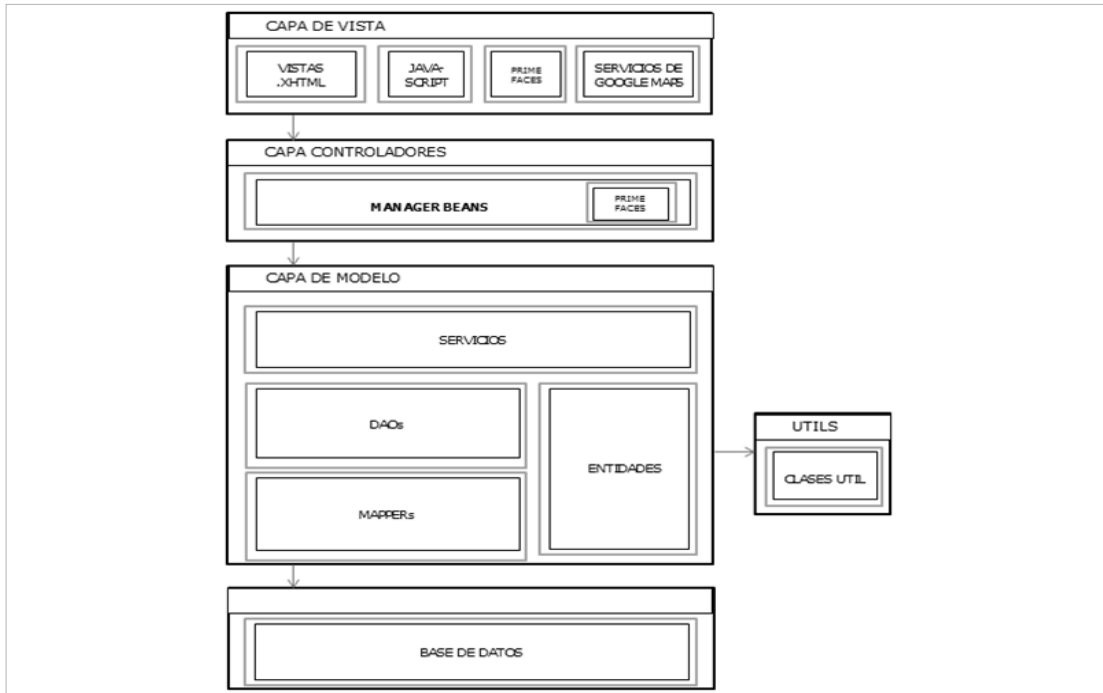 CAPA DE VISTA
VISTAS
.XHTML
JAVA-
SCRIPT
PRIME
FACES
SERVICIOS DE
GOOGLE MAPS
CAPA CONTROLADORES
MANAGER BEANS
PRIME
FACES
CAPA DE MODELO
SERVICIOS
DAOs
MAPPERs
ENTIDADES
UTILS
CLASES UTIL
BASE DE DATOS